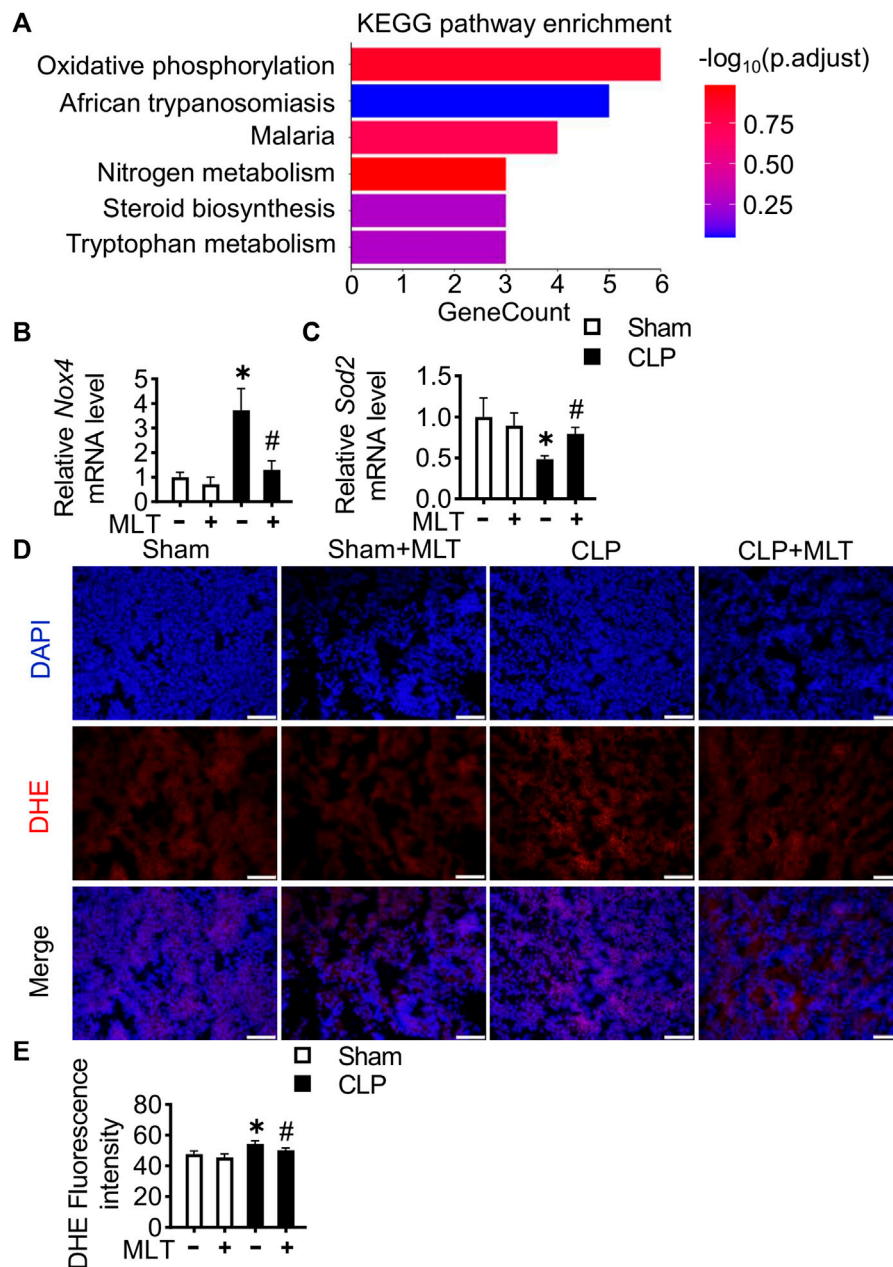 A
KEGG pathway enrichment
Oxidative phosphorylation
African trypanosomiasis
Malaria
Nitrogen metabolism
Steroid biosynthesis
Tryptophan metabolism
0 1 2 3 4 5 6
GeneCount
-log10(p.adjust)
0.75
0.50
0.25
B
Relative Nox4
mRNA level
5
4
3
2
1
0
*
#
MLT - + - +
C
Sham
CLP
Relative Sod2
mRNA level
1.5
1.0
0.5
0.0
*
#
MLT - + - +
D
Sham Sham+MLT CLP CLP+MLT
DAPI
DHE
Merge
E
Sham
CLP
DHE Fluorescence
intensity
80
60
40
20
0
*
#
MLT - + - +